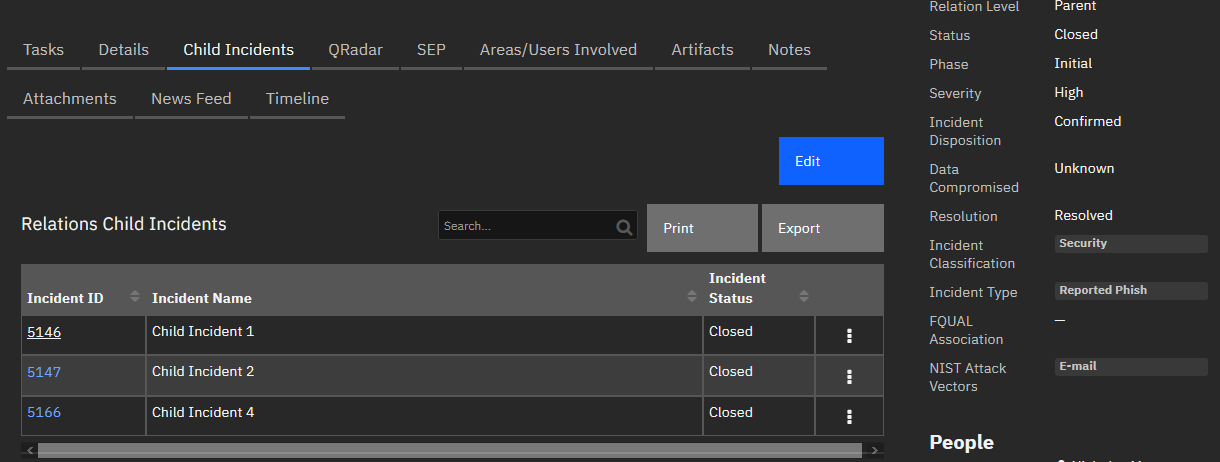 Tasks Details Child Incidents QRadar SEP Areas/Users Involved Artifacts Notes
Attachments News Feed Timeline
Edit
Relations Child Incidents Search... Print Export
Incident ID Incident Name Incident Status
5146 Child Incident 1 Closed
5147 Child Incident 2 Closed
5166 Child Incident 4 Closed
Relation Level Parent
Status Closed
Phase Initial
Severity High
Incident Disposition Confirmed
Data Compromised Unknown
Resolution Resolved
Incident Classification Security
Incident Type Reported Phish
FQUAL Association —
NIST Attack Vectors E-mail
People